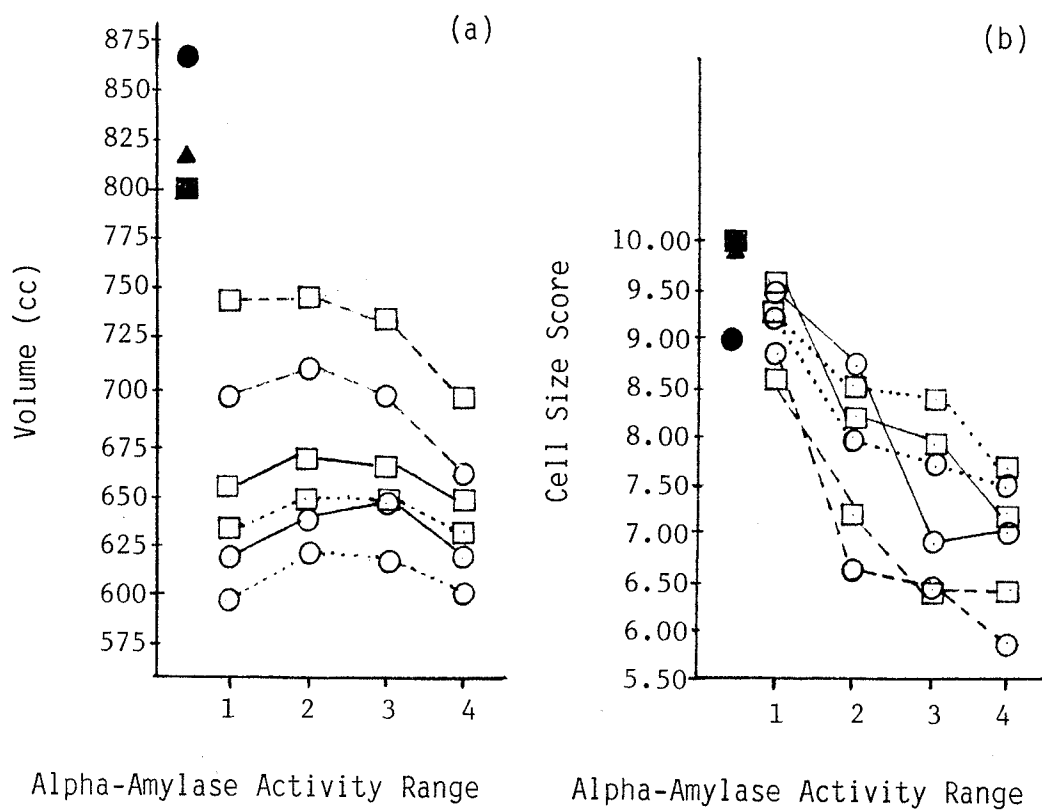 (a)
Volume (cc)
875
850
825
800
775
750
725
700
675
650
625
600
575
1 2 3 4
Alpha-Amylase Activity Range
(b)
Cell Size Score
10.00
9.50
9.00
8.50
8.00
7.50
7.00
6.50
6.00
5.50
1 2 3 4
Alpha-Amylase Activity Range